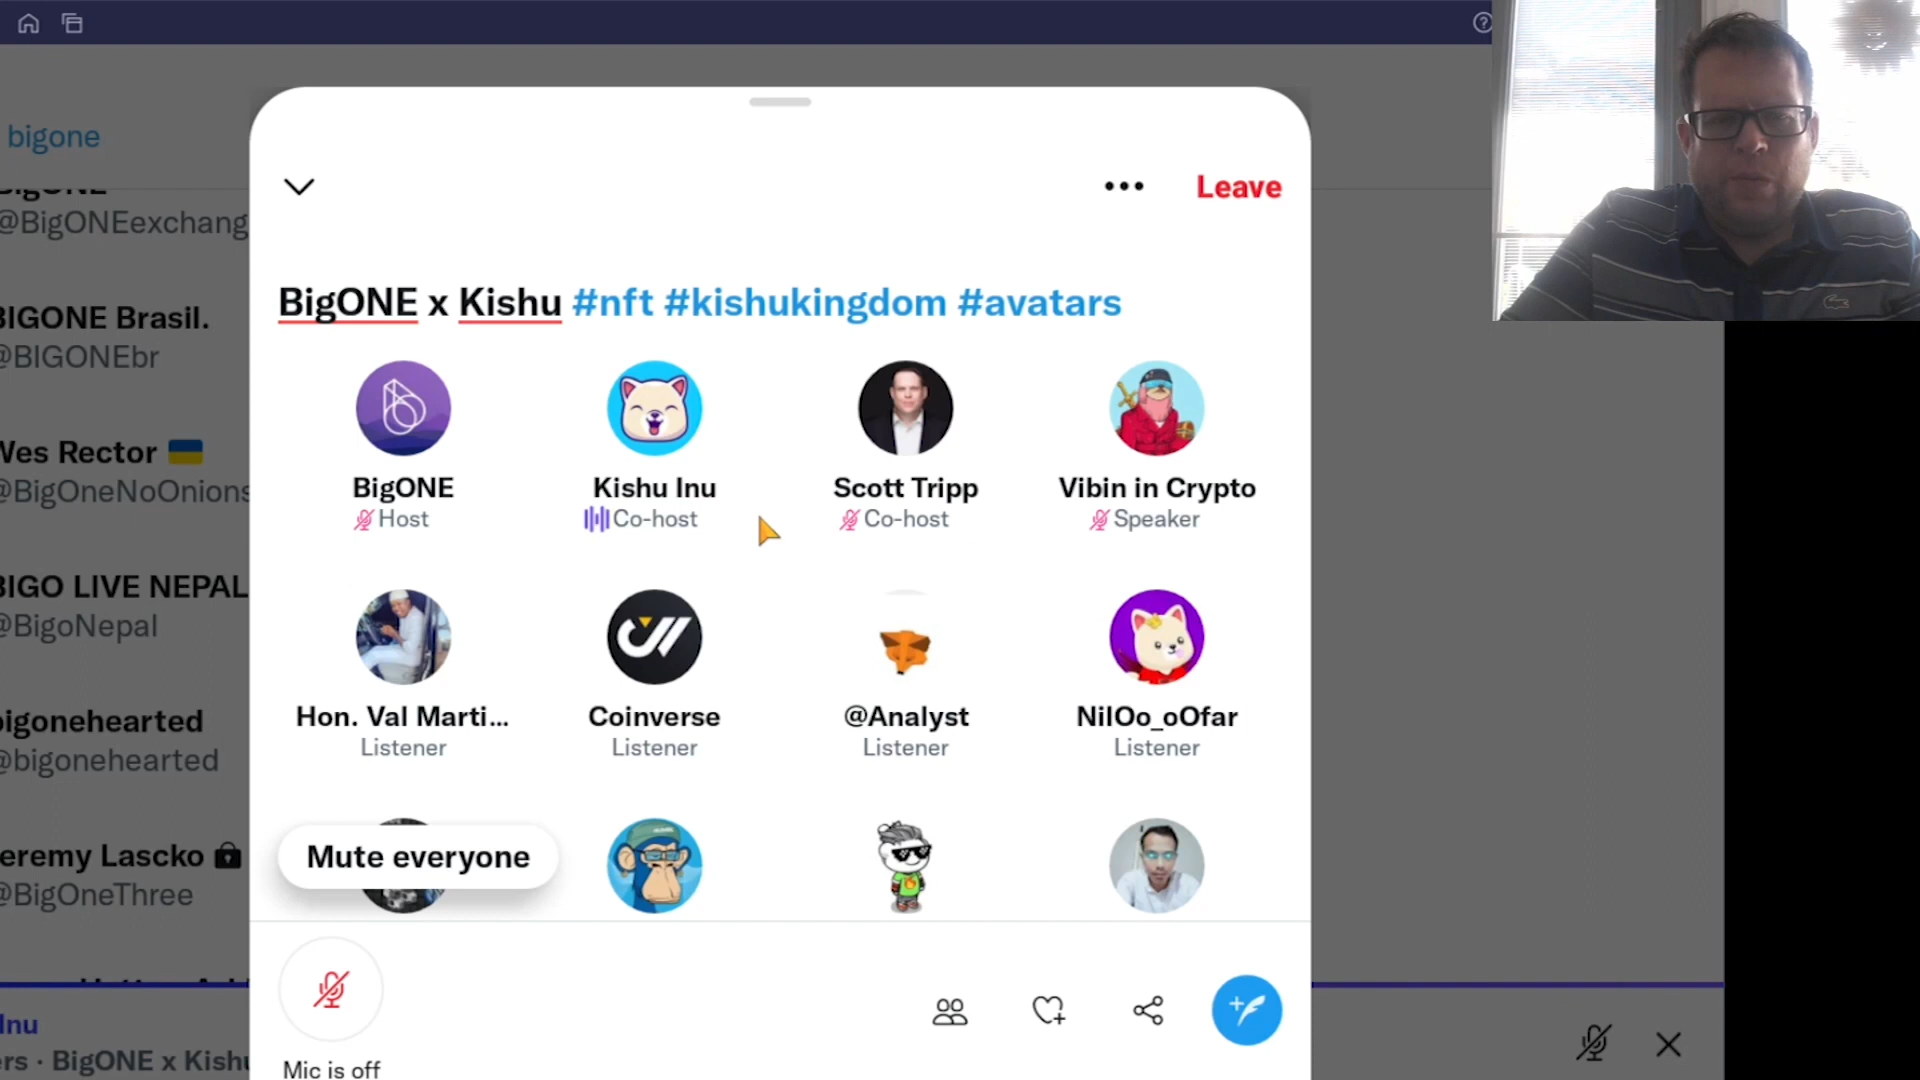 bigone
BigONE
@BigONEexchang
BIGONE Brasil.
@BIGONEbr
Wes Rector
@BigOneNoOnions
BIGO LIVE NEPAL
@BigoNepal
bigonehearted
@bigonehearted
eremy Lascko
@BigOneThree
Inu
ers · BigONE x Kishu
Leave
BigONE x Kishu #nft #kishukingdom #avatars
BigONE Kishu Inu Scott Tripp Vibin in Crypto
Host Co-host Co-host Speaker
Hon. Val Marti... Coinverse @Analyst NilOo_oOfar
Listener Listener Listener Listener
Mute everyone
Mic is off